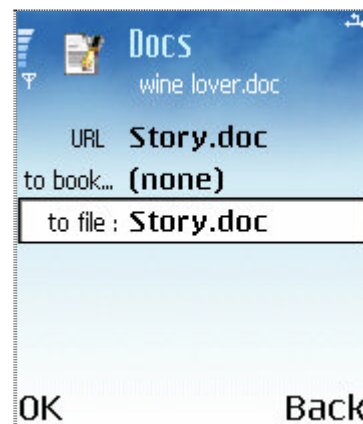 Docs
wine lover.doc
URL Story.doc
to book... (none)
to file : Story.doc
OK Back